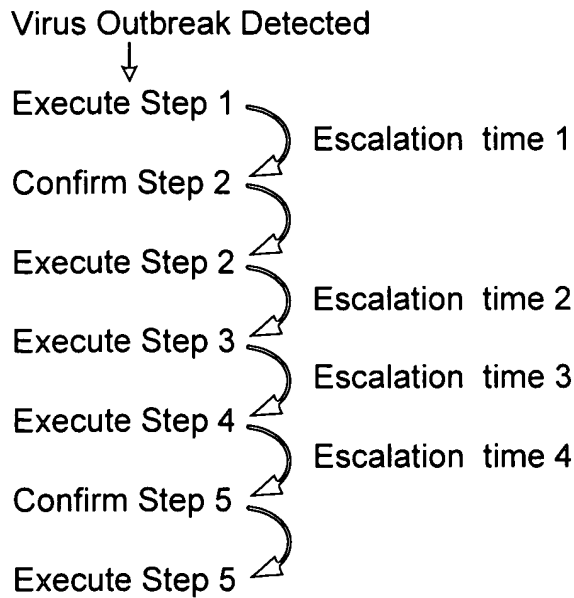 Virus Outbreak Detected
Execute Step 1
Escalation time 1
Confirm Step 2
Execute Step 2
Escalation time 2
Execute Step 3
Escalation time 3
Execute Step 4
Escalation time 4
Confirm Step 5
Execute Step 5